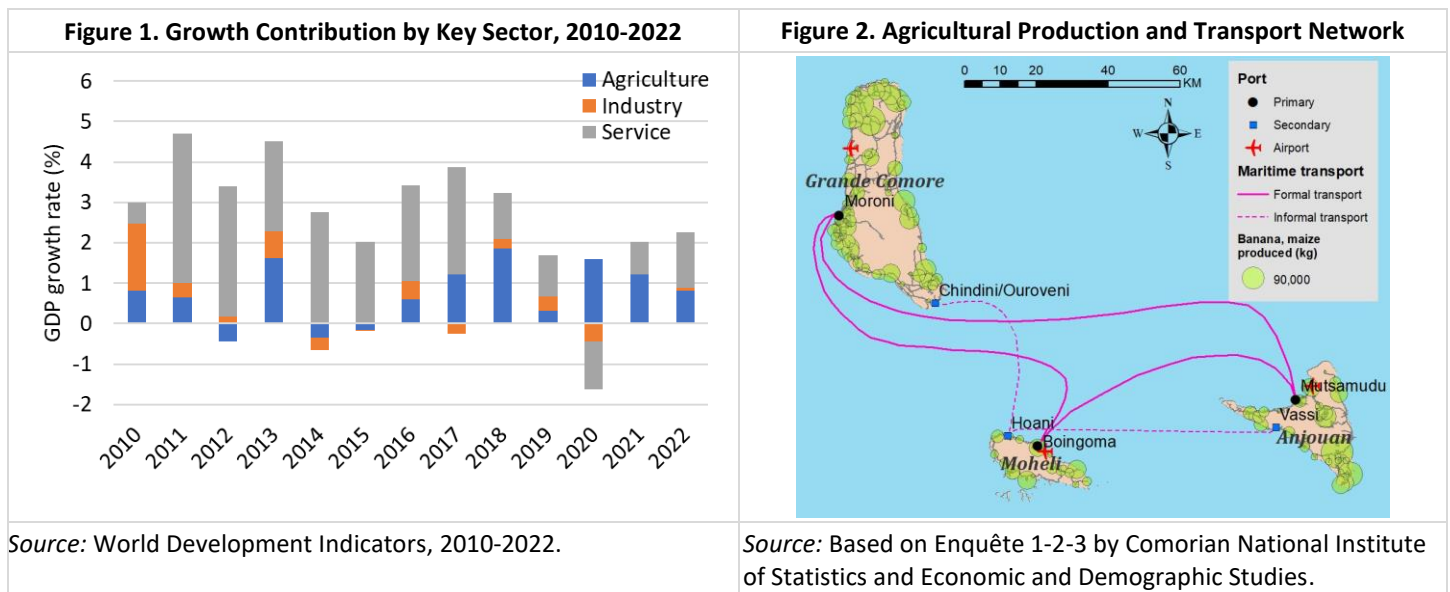 Figure 1. Growth Contribution by Key Sector, 2010-2022
GDP growth rate (%)
6
5
4
3
2
1
0
-1
-2
Agriculture
Industry
Service
2010
2011
2012
2013
2014
2015
2016
2017
2018
2019
2020
2021
2022
Source: World Development Indicators, 2010-2022.
Figure 2. Agricultural Production and Transport Network
0 10 20 40 60
KM
N
W E
S
Port
Primary
Secondary
Airport
Maritime transport
Formal transport
Informal transport
Banana, maize
produced (kg)
90,000
Grande Comore
Moroni
Chindini/Ouroveni
Mutsamudu
Vassi
Anjouan
Hoani
Boingoma
Moheli
Source: Based on Enquête 1-2-3 by Comorian National Institute
of Statistics and Economic and Demographic Studies.